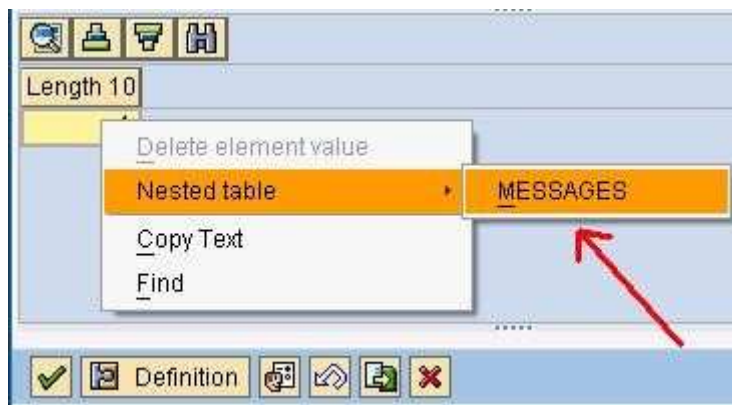 Length 10
Delete element value
Nested table
MESSAGES
Copy Text
Find
Definition